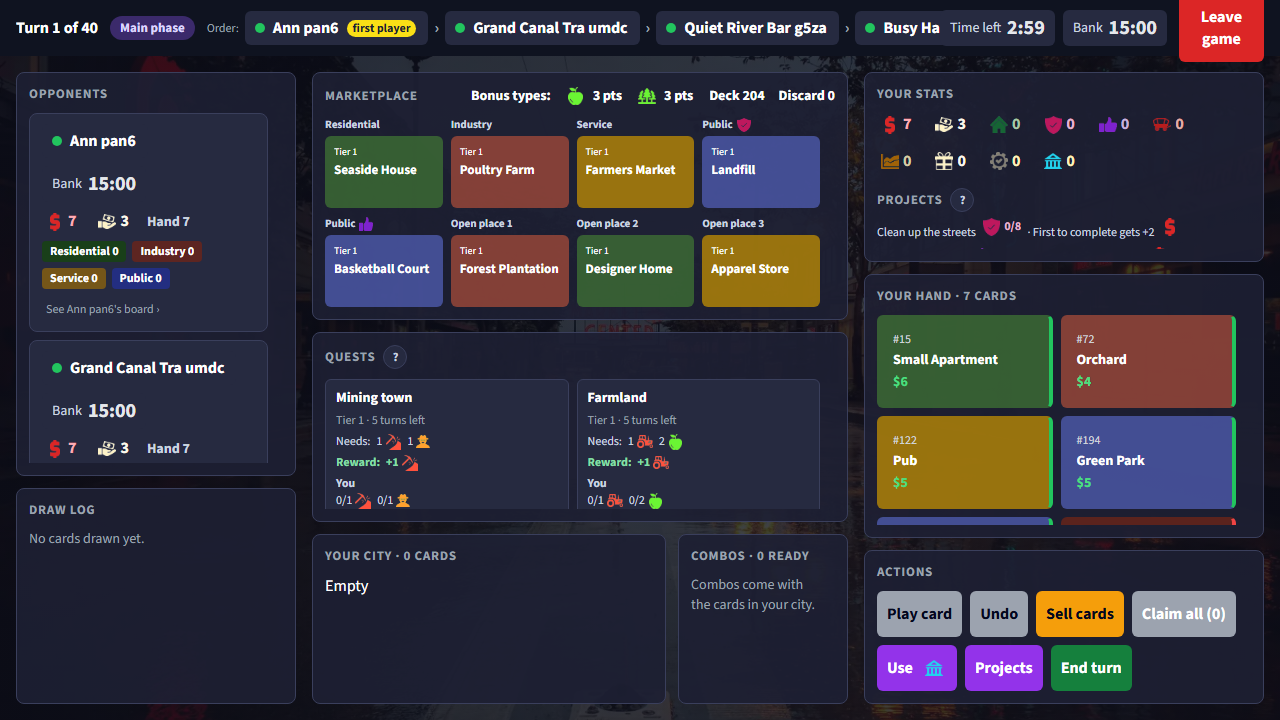 Turn 1 of 40 Main phase Order: Ann pan6 first player › Grand Canal Tra umdc › Quiet River Bar g5za › Busy Ha Time left 2:59 Bank 15:00 Leave game
OPPONENTS
Ann pan6
Bank 15:00
7 3 Hand 7
Residential 0 Industry 0
Service 0 Public 0
See Ann pan6's board ›
Grand Canal Tra umdc
Bank 15:00
7 3 Hand 7
DRAW LOG
No cards drawn yet.
MARKETPLACE Bonus types: 3 pts 3 pts Deck 204 Discard 0
Residential Industry Service Public
Tier 1 Tier 1 Tier 1 Tier 1
Seaside House Poultry Farm Farmers Market Landfill
Public Open place 1 Open place 2 Open place 3
Tier 1 Tier 1 Tier 1 Tier 1
Basketball Court Forest Plantation Designer Home Apparel Store
QUESTS ?
Mining town
Tier 1 · 5 turns left
Needs: 1 1
Reward: +1
You
0/1 0/1
Farmland
Tier 1 · 5 turns left
Needs: 1 2
Reward: +1
You
0/1 0/2
YOUR CITY · 0 CARDS
Empty
COMBOS · 0 READY
Combos come with
the cards in your city.
YOUR STATS
$ 7 3 0 0 0 0
0 0 0 0
PROJECTS ?
Clean up the streets 0/8 · First to complete gets +2 $
YOUR HAND · 7 CARDS
#15
Small Apartment
$6
#72
Orchard
$4
#122
Pub
$5
#194
Green Park
$5
ACTIONS
Play card Undo Sell cards Claim all (0)
Use Projects End turn